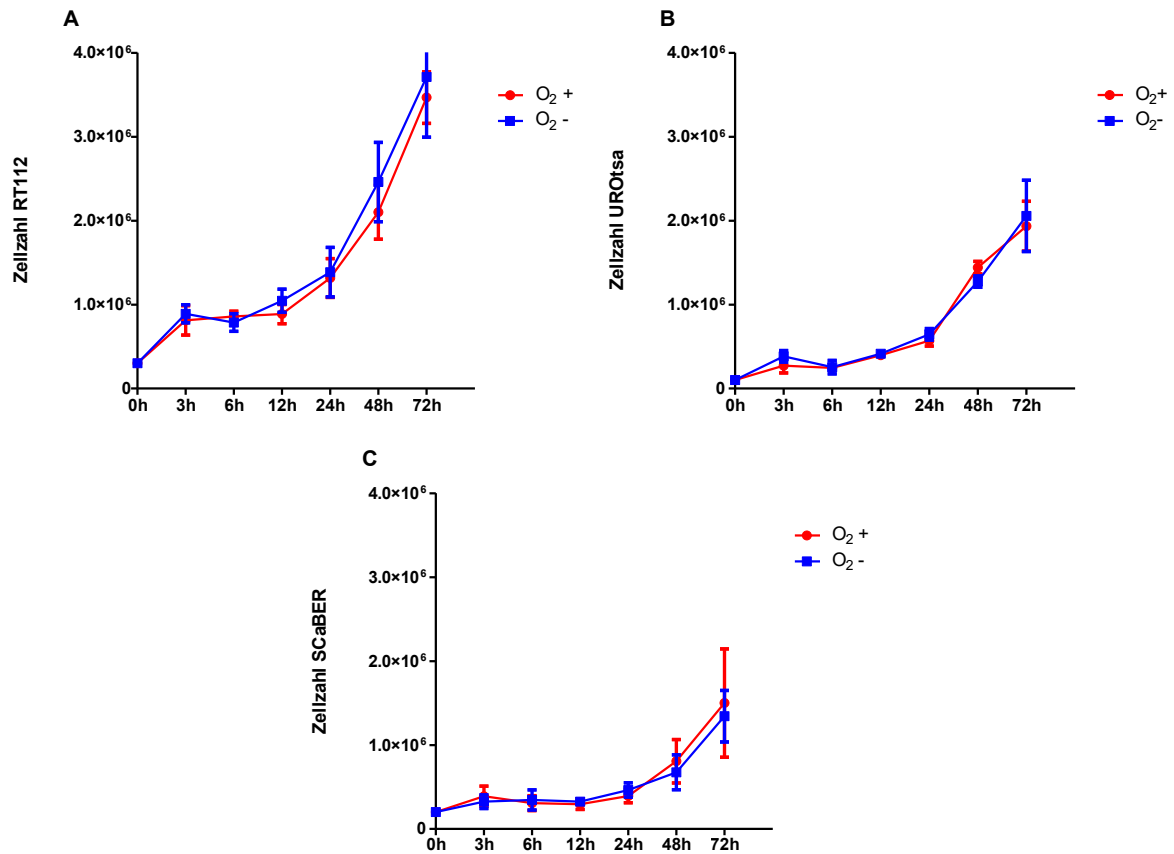 A
Zellzahl RT112
4.0×10⁶
3.0×10⁶
2.0×10⁶
1.0×10⁶
0
0h 3h 6h 12h 24h 48h 72h
O₂ +
O₂ -
B
Zellzahl UROtsa
4.0×10⁶
3.0×10⁶
2.0×10⁶
1.0×10⁶
0
0h 3h 6h 12h 24h 48h 72h
O₂+
O₂-
C
Zellzahl SCaBER
4.0×10⁶
3.0×10⁶
2.0×10⁶
1.0×10⁶
0
0h 3h 6h 12h 24h 48h 72h
O₂ +
O₂ -